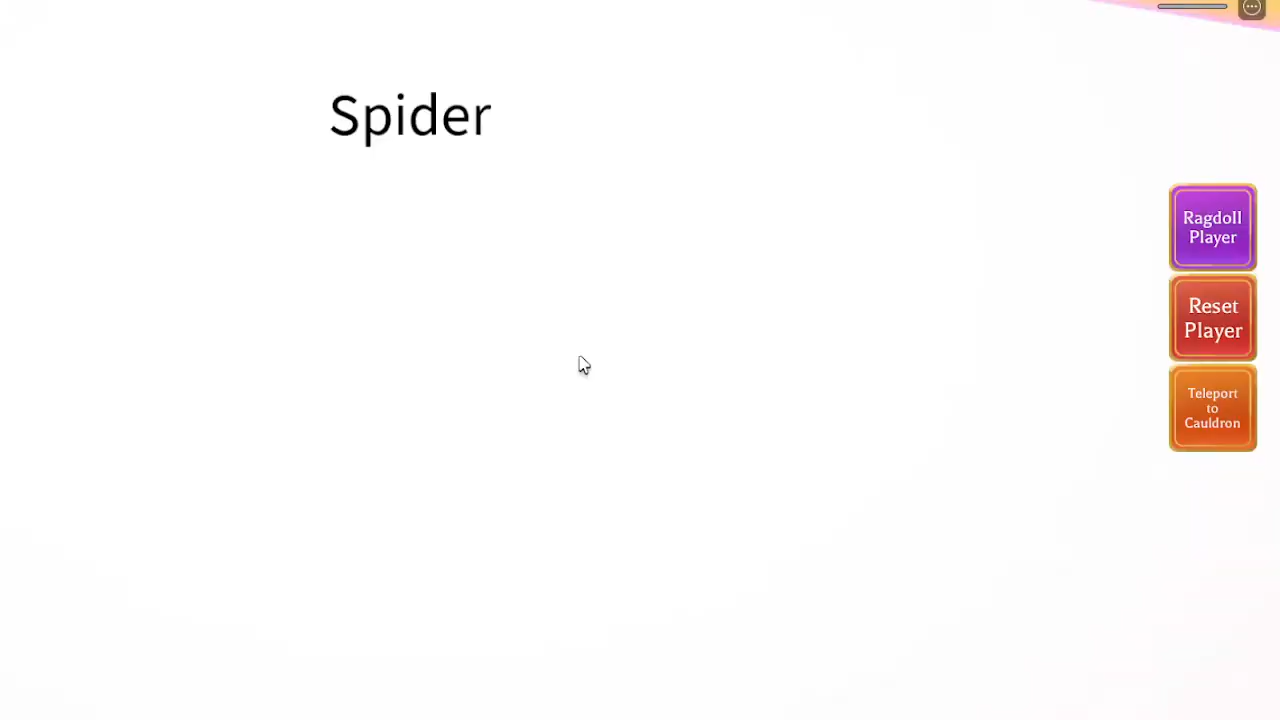 Spider
Ragdoll
Player
Reset
Player
Teleport
to
Cauldron